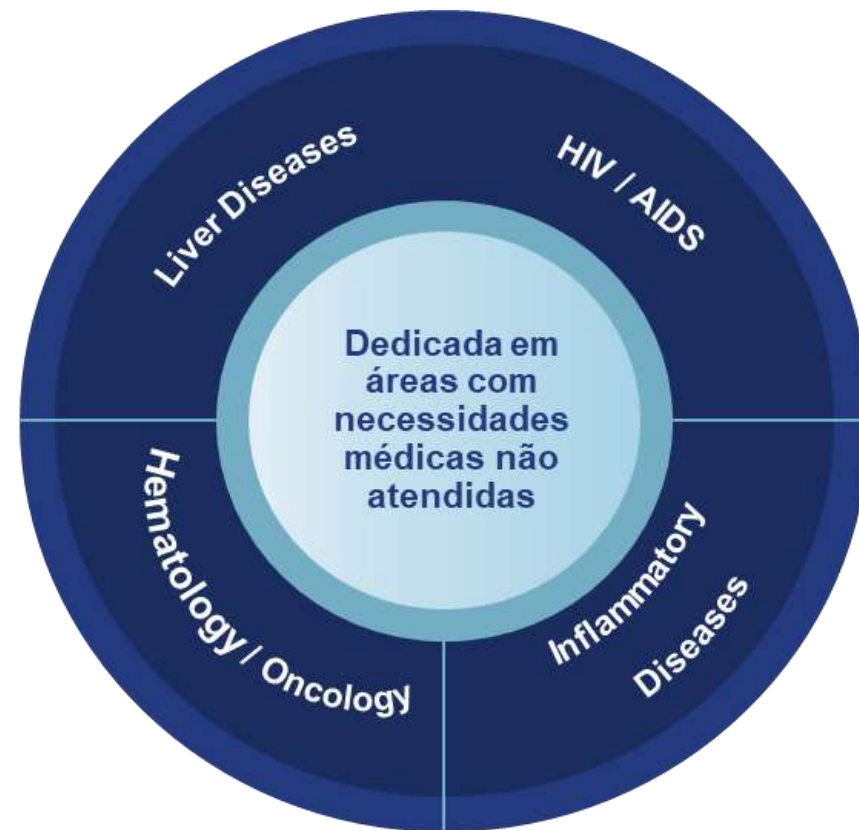 Liver Diseases
HIV / AIDS
Dedicada em
áreas com
necessidades
médicas não
atendidas
Hematology / Oncology
Inflammatory
Diseases